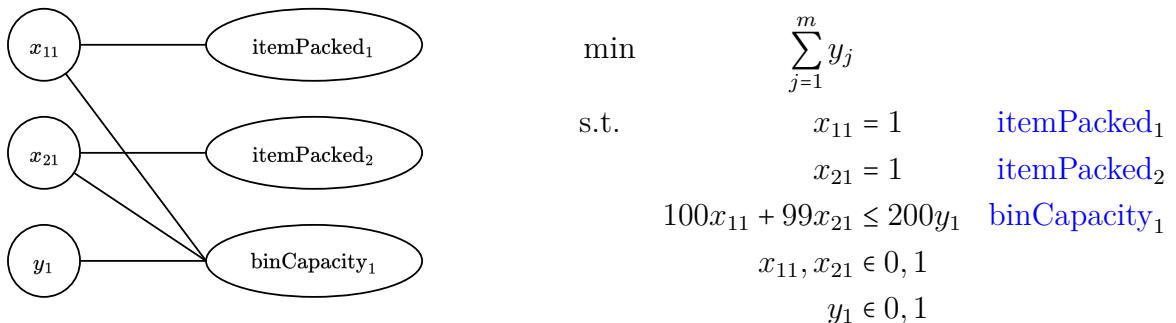 x₁₁ itemPacked₁
x₂₁ itemPacked₂
y₁ binCapacity₁
min ∑_{j=1}^{m} y_j
s.t. x₁₁ = 1 itemPacked₁
x₂₁ = 1 itemPacked₂
100x₁₁ + 99x₂₁ ≤ 200y₁ binCapacity₁
x₁₁, x₂₁ ∈ 0, 1
y₁ ∈ 0, 1